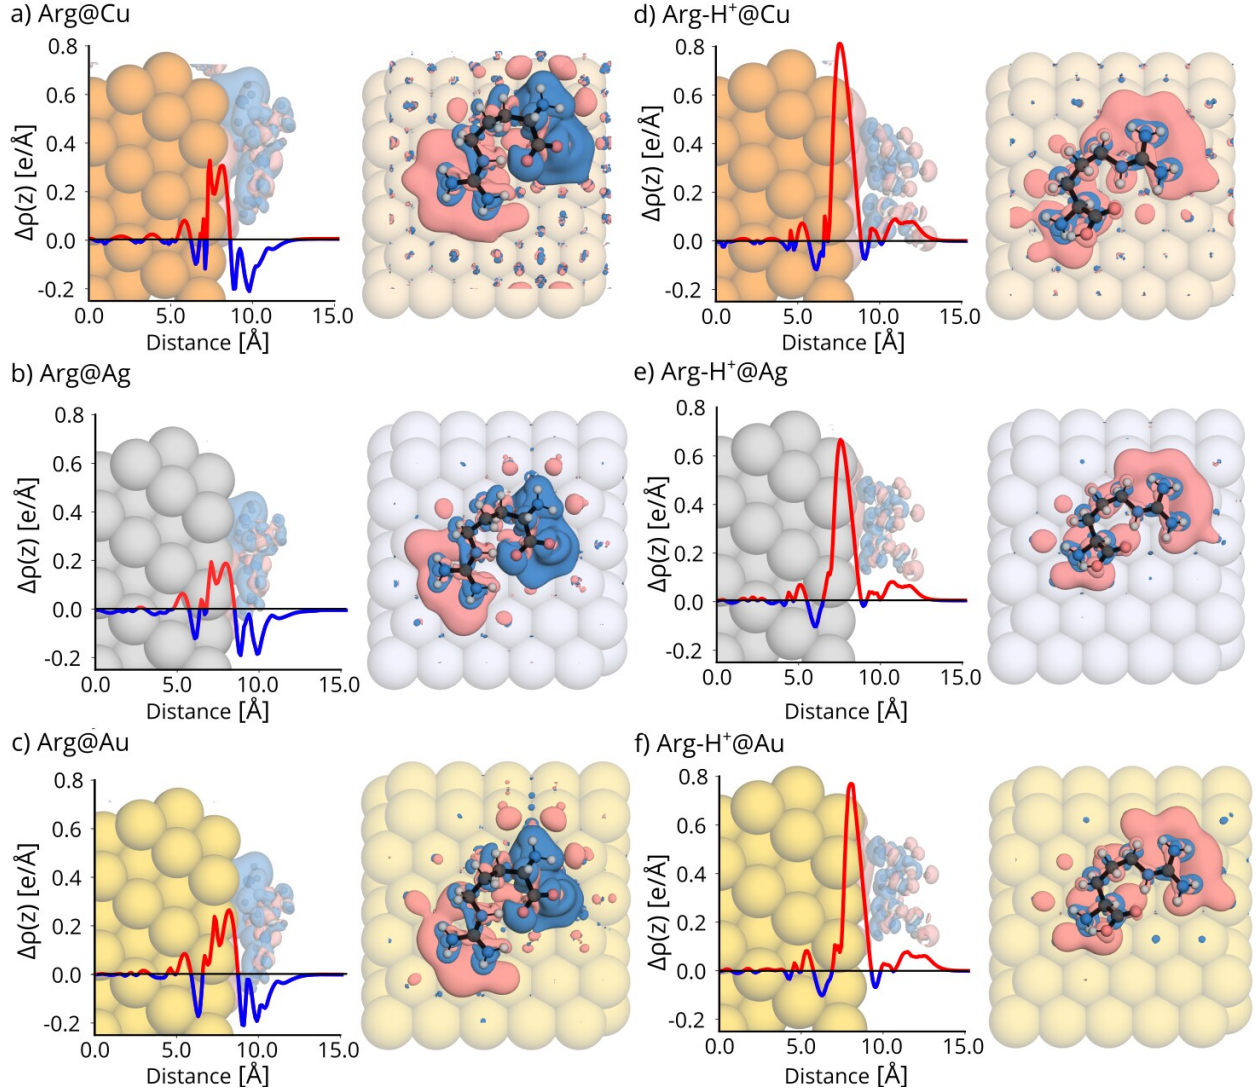 a) Arg@Cu
0.8
0.6
0.4
0.2
0.0
-0.2
Δρ(z) [e/Å]
0.0 5.0 10.0 15.0
Distance [Å]
d) Arg-H⁺@Cu
0.8
0.6
0.4
0.2
0.0
-0.2
Δρ(z) [e/Å]
0.0 5.0 10.0 15.0
Distance [Å]
b) Arg@Ag
0.8
0.6
0.4
0.2
0.0
-0.2
Δρ(z) [e/Å]
0.0 5.0 10.0 15.0
Distance [Å]
e) Arg-H⁺@Ag
0.8
0.6
0.4
0.2
0.0
-0.2
Δρ(z) [e/Å]
0.0 5.0 10.0 15.0
Distance [Å]
c) Arg@Au
0.8
0.6
0.4
0.2
0.0
-0.2
Δρ(z) [e/Å]
0.0 5.0 10.0 15.0
Distance [Å]
f) Arg-H⁺@Au
0.8
0.6
0.4
0.2
0.0
-0.2
Δρ(z) [e/Å]
0.0 5.0 10.0 15.0
Distance [Å]